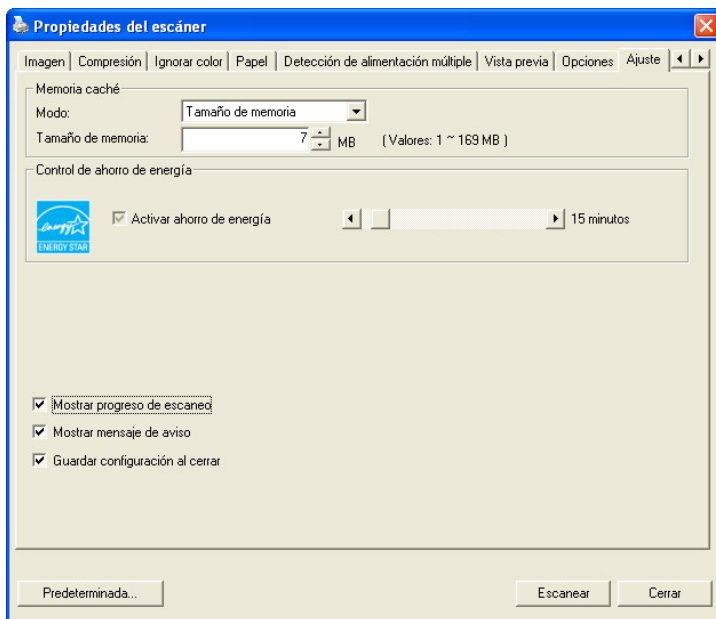 Propiedades del escáner
Imagen Compresión Ignorar color Papel Detección de alimentación múltiple Vista previa Opciones Ajuste
Memoria caché
Modo: Tamaño de memoria
Tamaño de memoria: 7 MB (Valores: 1 ~ 169 MB )
Control de ahorro de energía
energy
ENERGY STAR
Activar ahorro de energía 15 minutos
Mostrar progreso de escaneo
Mostrar mensaje de aviso
Guardar configuración al cerrar
Predeterminada... Escanear Cerrar